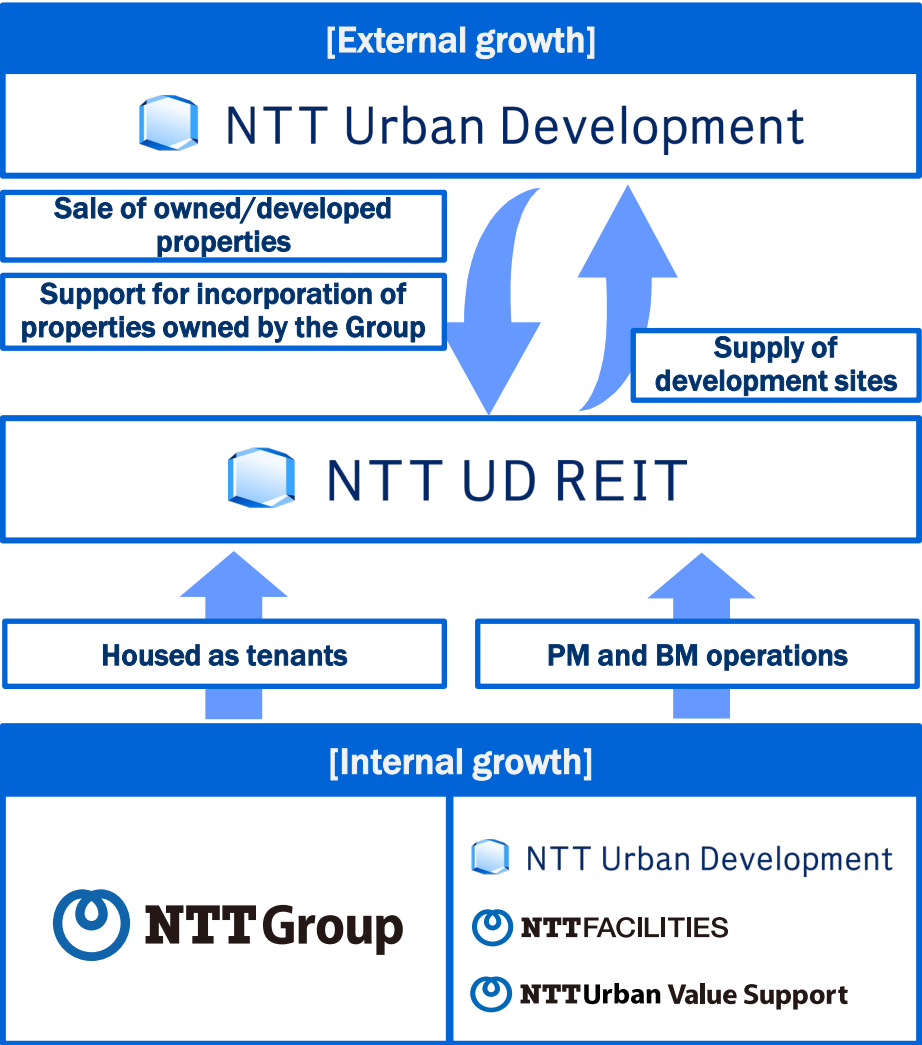 [External growth]
NTT Urban Development
Sale of owned/developed
properties
Support for incorporation of
properties owned by the Group
Supply of
development sites
NTT UD REIT
Housed as tenants
PM and BM operations
[Internal growth]
NTT Group
NTT Urban Development
NTT FACILITIES
NTT Urban Value Support